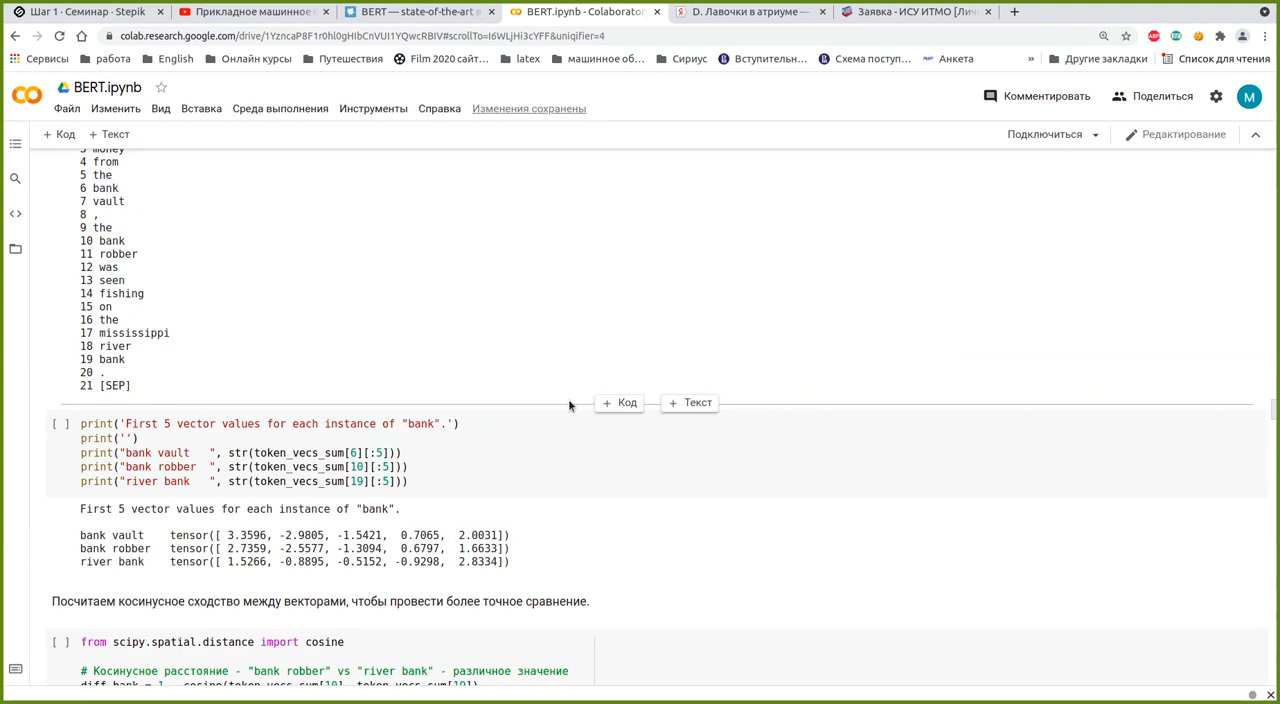 Шаг 1 · Семинар · Stepik
Прикладное машинное
BERT — state-of-the-art я
BERT.ipynb - Colaborator
D. Лавочки в атриуме —
Заявка - ИСУ ИТМО [Лич
colab.research.google.com/drive/1YzncaP8F1r0hl0gHIbCnVUI1YQwcRBIV#scrollTo=I6WLjHi3cYFF&uniqifier=4
Сервисы
работа
English
Онлайн курсы
Путешествия
Film 2020 сайт…
latex
машинное об…
Сириус
Вступительн…
Схема поступ…
Анкета
»
Другие закладки
Список для чтения
BERT.ipynb
Файл Изменить Вид Вставка Среда выполнения Инструменты Справка Изменения сохранены
Комментировать
Поделиться
M
+ Код + Текст
Подключиться
Редактирование
3 money
4 from
5 the
6 bank
7 vault
8 ,
9 the
10 bank
11 robber
12 was
13 seen
14 fishing
15 on
16 the
17 mississippi
18 river
19 bank
20 .
21 [SEP]
+ Код + Текст
[ ] print('First 5 vector values for each instance of "bank".')
print('')
print("bank vault   ", str(token_vecs_sum[6][:5]))
print("bank robber  ", str(token_vecs_sum[10][:5]))
print("river bank   ", str(token_vecs_sum[19][:5]))
First 5 vector values for each instance of "bank".
bank vault    tensor([ 3.3596, -2.9805, -1.5421,  0.7065,  2.0031])
bank robber   tensor([ 2.7359, -2.5577, -1.3094,  0.6797,  1.6633])
river bank    tensor([ 1.5266, -0.8895, -0.5152, -0.9298,  2.8334])
Посчитаем косинусное сходство между векторами, чтобы провести более точное сравнение.
[ ] from scipy.spatial.distance import cosine
# Косинусное расстояние - "bank robber" vs "river bank" - различное значение
diff_bank = 1 - cosine(token_vecs_sum[10], token_vecs_sum[19])